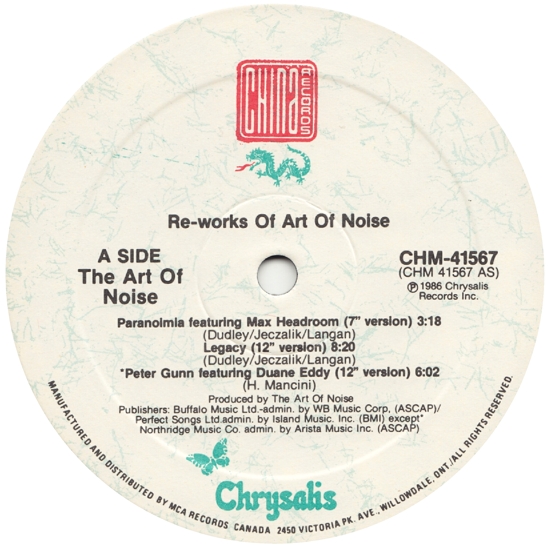 CHINA
RECORDS
Re-works Of Art Of Noise
A SIDE
The Art Of
Noise
CHM-41567
(CHM 41567 AS)
℗ 1986 Chrysalis
Records Inc.
Paranoimia featuring Max Headroom (7" version) 3:18
(Dudley/Jeczalik/Langan)
Legacy (12" version) 8:20
(Dudley/Jeczalik/Langan)
*Peter Gunn featuring Duane Eddy (12" version) 6:02
(H. Mancini)
Produced by The Art Of Noise
Publishers: Buffalo Music Ltd.-admin. by WB Music Corp, (ASCAP)/
Perfect Songs Ltd.admin. by Island Music. Inc. (BMI) except*
Northridge Music Co. admin. by Arista Music Inc. (ASCAP)
Chrysalis
MANUFACTURED AND DISTRIBUTED BY MCA RECORDS CANADA 2450 VICTORIA PK. AVE., WILLOWDALE, ONT./ALL RIGHTS RESERVED.